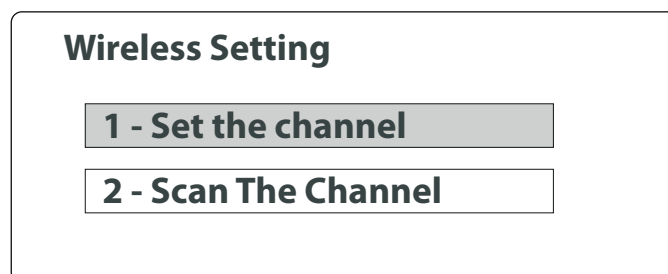 Wireless Setting
1 - Set the channel
2 - Scan The Channel